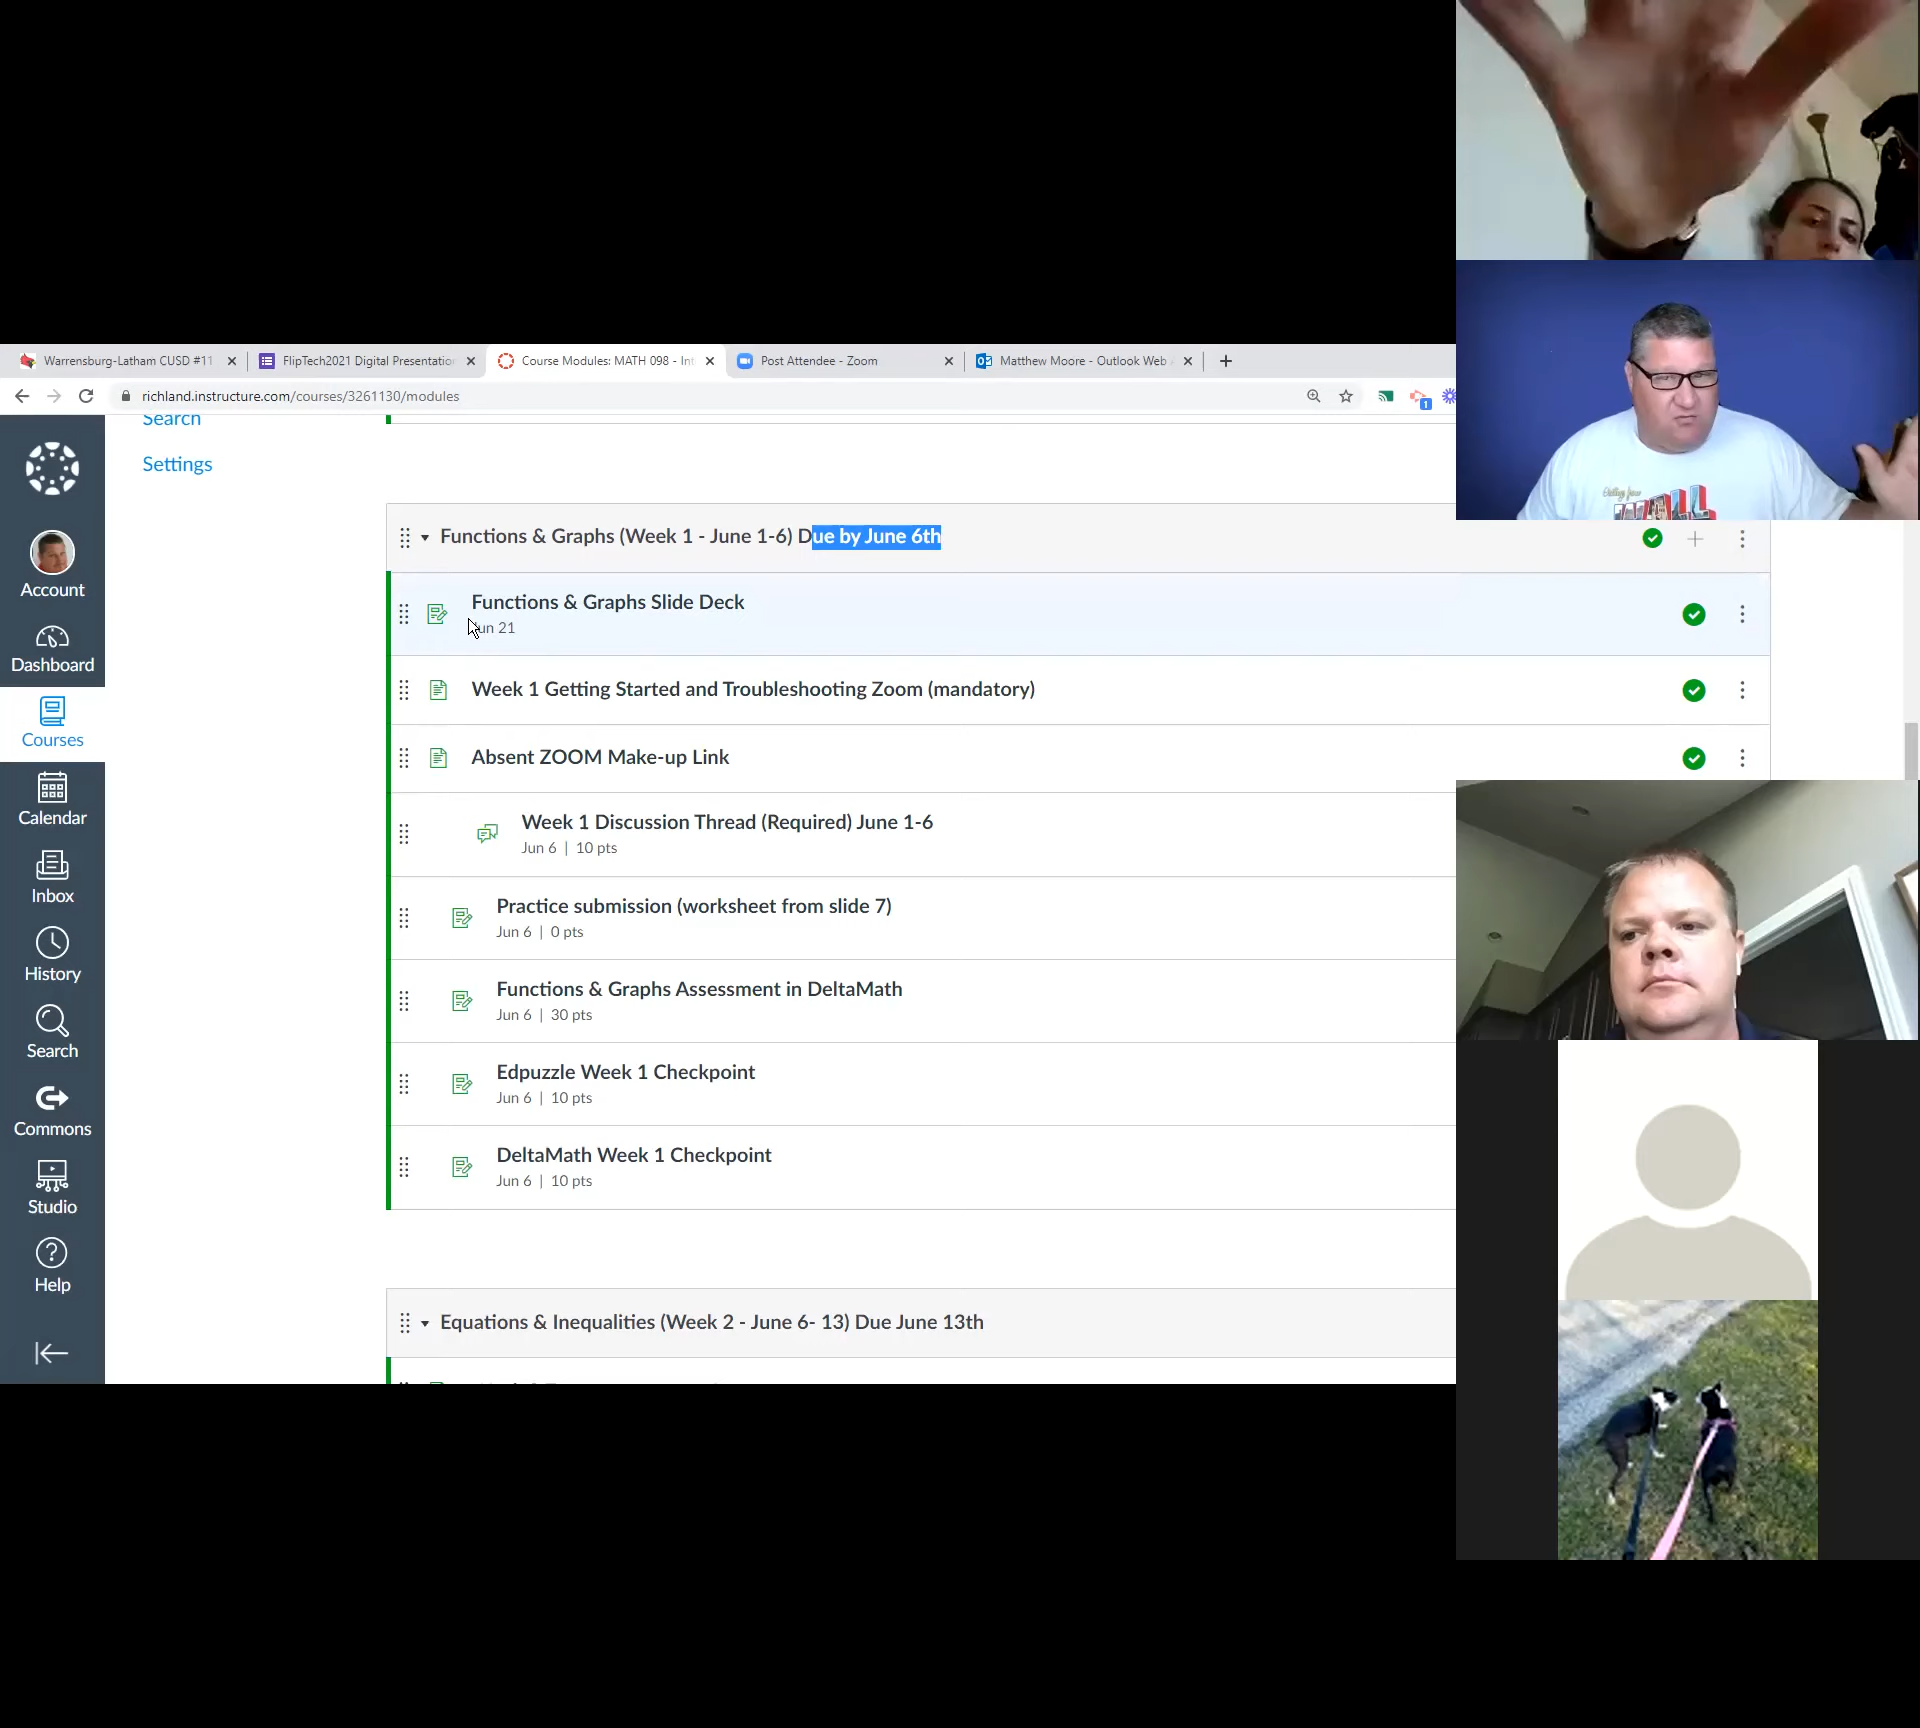 Warrensburg-Latham CUSD #11
FlipTech2021 Digital Presentation
Course Modules: MATH 098 - Int
Post Attendee - Zoom
Matthew Moore - Outlook Web
richland.instructure.com/courses/3261130/modules
1
Search
Settings
Account
Dashboard
Courses
Calendar
Inbox
History
Search
Commons
Studio
Help
Functions & Graphs (Week 1 - June 1-6) Due by June 6th
Functions & Graphs Slide Deck
Jun 21
Week 1 Getting Started and Troubleshooting Zoom (mandatory)
Absent ZOOM Make-up Link
Week 1 Discussion Thread (Required) June 1-6
Jun 6 | 10 pts
Practice submission (worksheet from slide 7)
Jun 6 | 0 pts
Functions & Graphs Assessment in DeltaMath
Jun 6 | 30 pts
Edpuzzle Week 1 Checkpoint
Jun 6 | 10 pts
DeltaMath Week 1 Checkpoint
Jun 6 | 10 pts
Equations & Inequalities (Week 2 - June 6- 13) Due June 13th